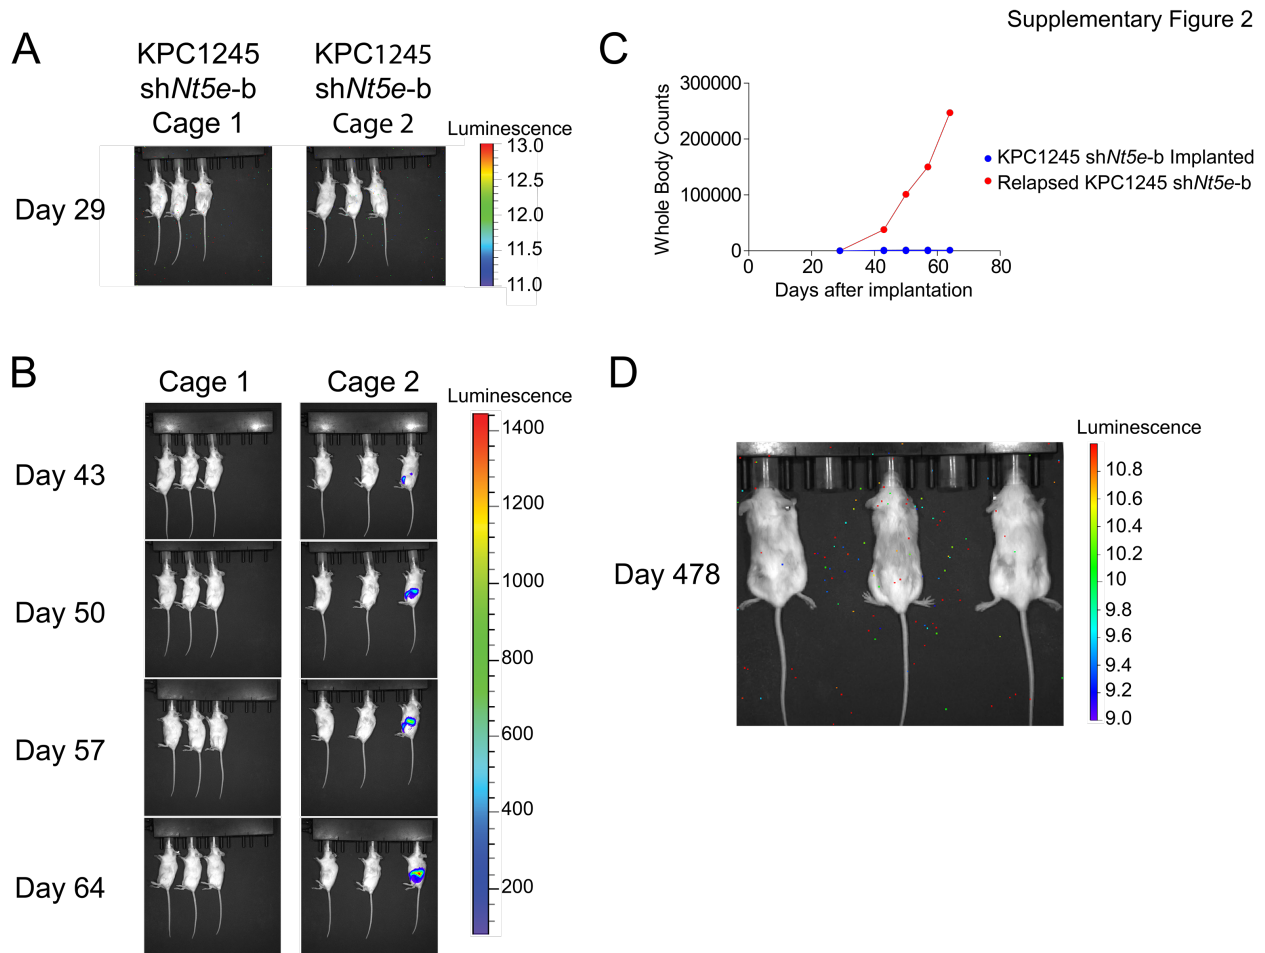 Supplementary Figure 2
A
KPC1245
shNt5e-b
Cage 1
KPC1245
shNt5e-b
Cage 2
Luminescence
13.0
12.5
12.0
11.5
11.0
Day 29
C
Whole Body Counts
300000
200000
100000
0
0 20 40 60 80
Days after implantation
KPC1245 shNt5e-b Implanted
Relapsed KPC1245 shNt5e-b
B
Cage 1
Cage 2
Luminescence
1400
1200
1000
800
600
400
200
Day 43
Day 50
Day 57
Day 64
D
Day 478
Luminescence
10.8
10.6
10.4
10.2
10
9.8
9.6
9.4
9.2
9.0